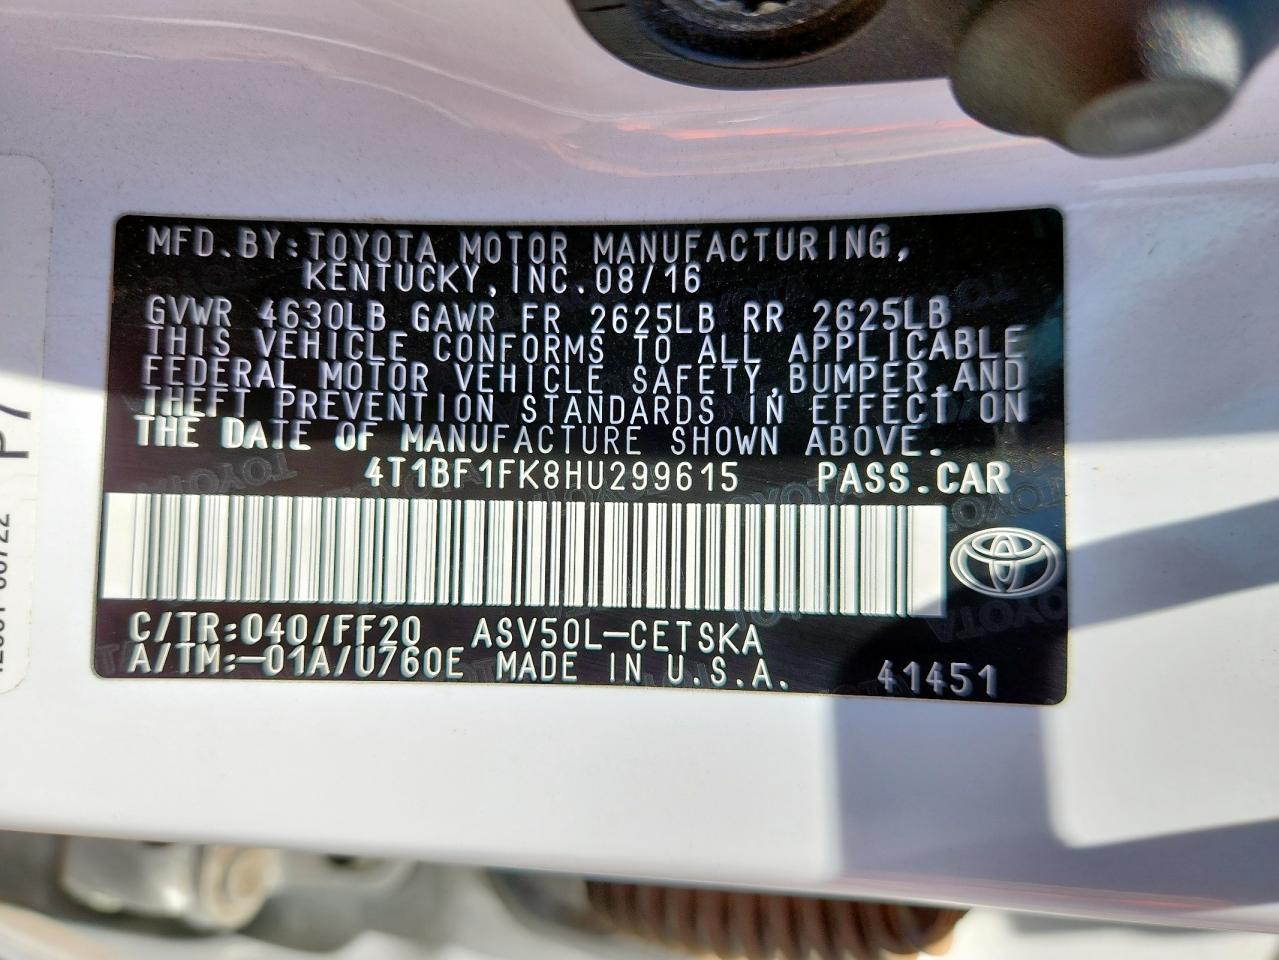 MFD.BY:TOYOTA MOTOR MANUFACTURING,
KENTUCKY,INC.08/16
GVWR 4630LB GAWR FR 2625LB RR 2625LB
THIS VEHICLE CONFORMS TO ALL APPLICABLE
FEDERAL MOTOR VEHICLE SAFETY,BUMPER,AND
THEFT PREVENTION STANDARDS IN EFFECT ON
THE DATE OF MANUFACTURE SHOWN ABOVE.
4T1BF1FK8HU299615 PASS.CAR
C/TR:040/FF20 ASV50L-CETSKA
A/TM:-01A/U760E MADE IN U.S.A. 41451